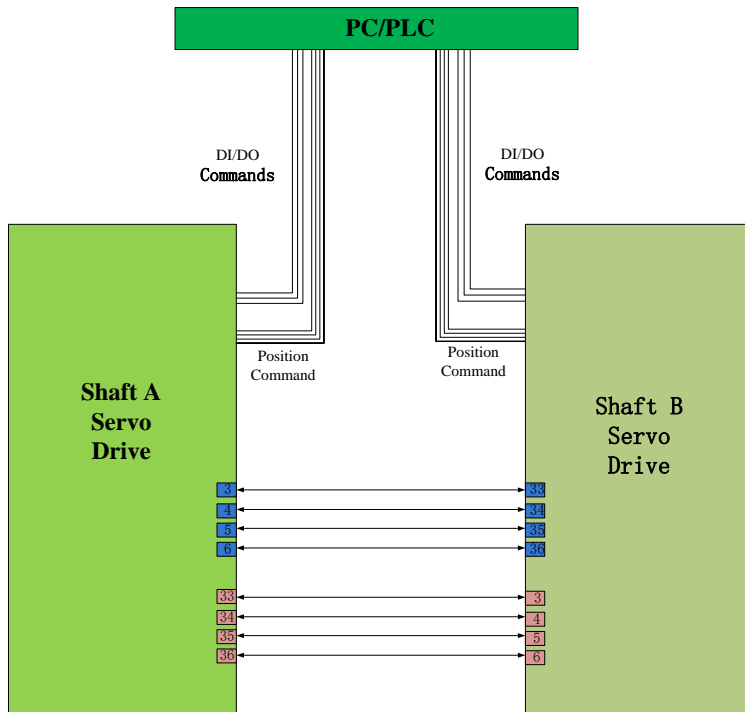 PC/PLC
DI/DO
Commands
DI/DO
Commands
Position
Command
Position
Command
Shaft A
Servo
Drive
Shaft B
Servo
Drive
3
33
4
34
5
35
6
36
33
3
34
4
35
5
36
6